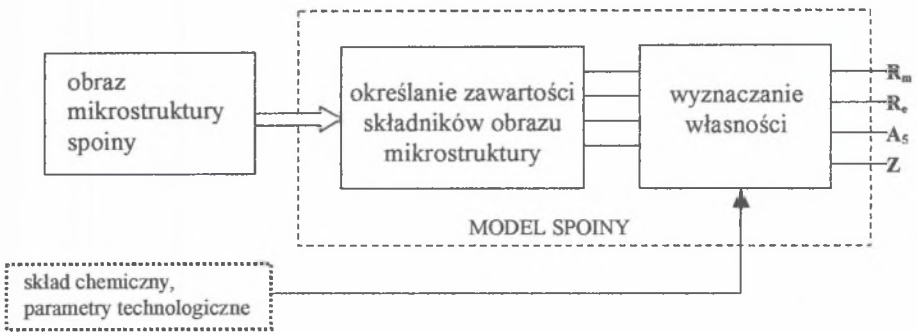 obraz
mikrostruktury
spoiny
określanie zawartości
składników obrazu
mikrostruktury
wyznaczanie
własności
Rm
Re
A5
Z
MODEL SPOINY
skład chemiczny,
parametry technologiczne